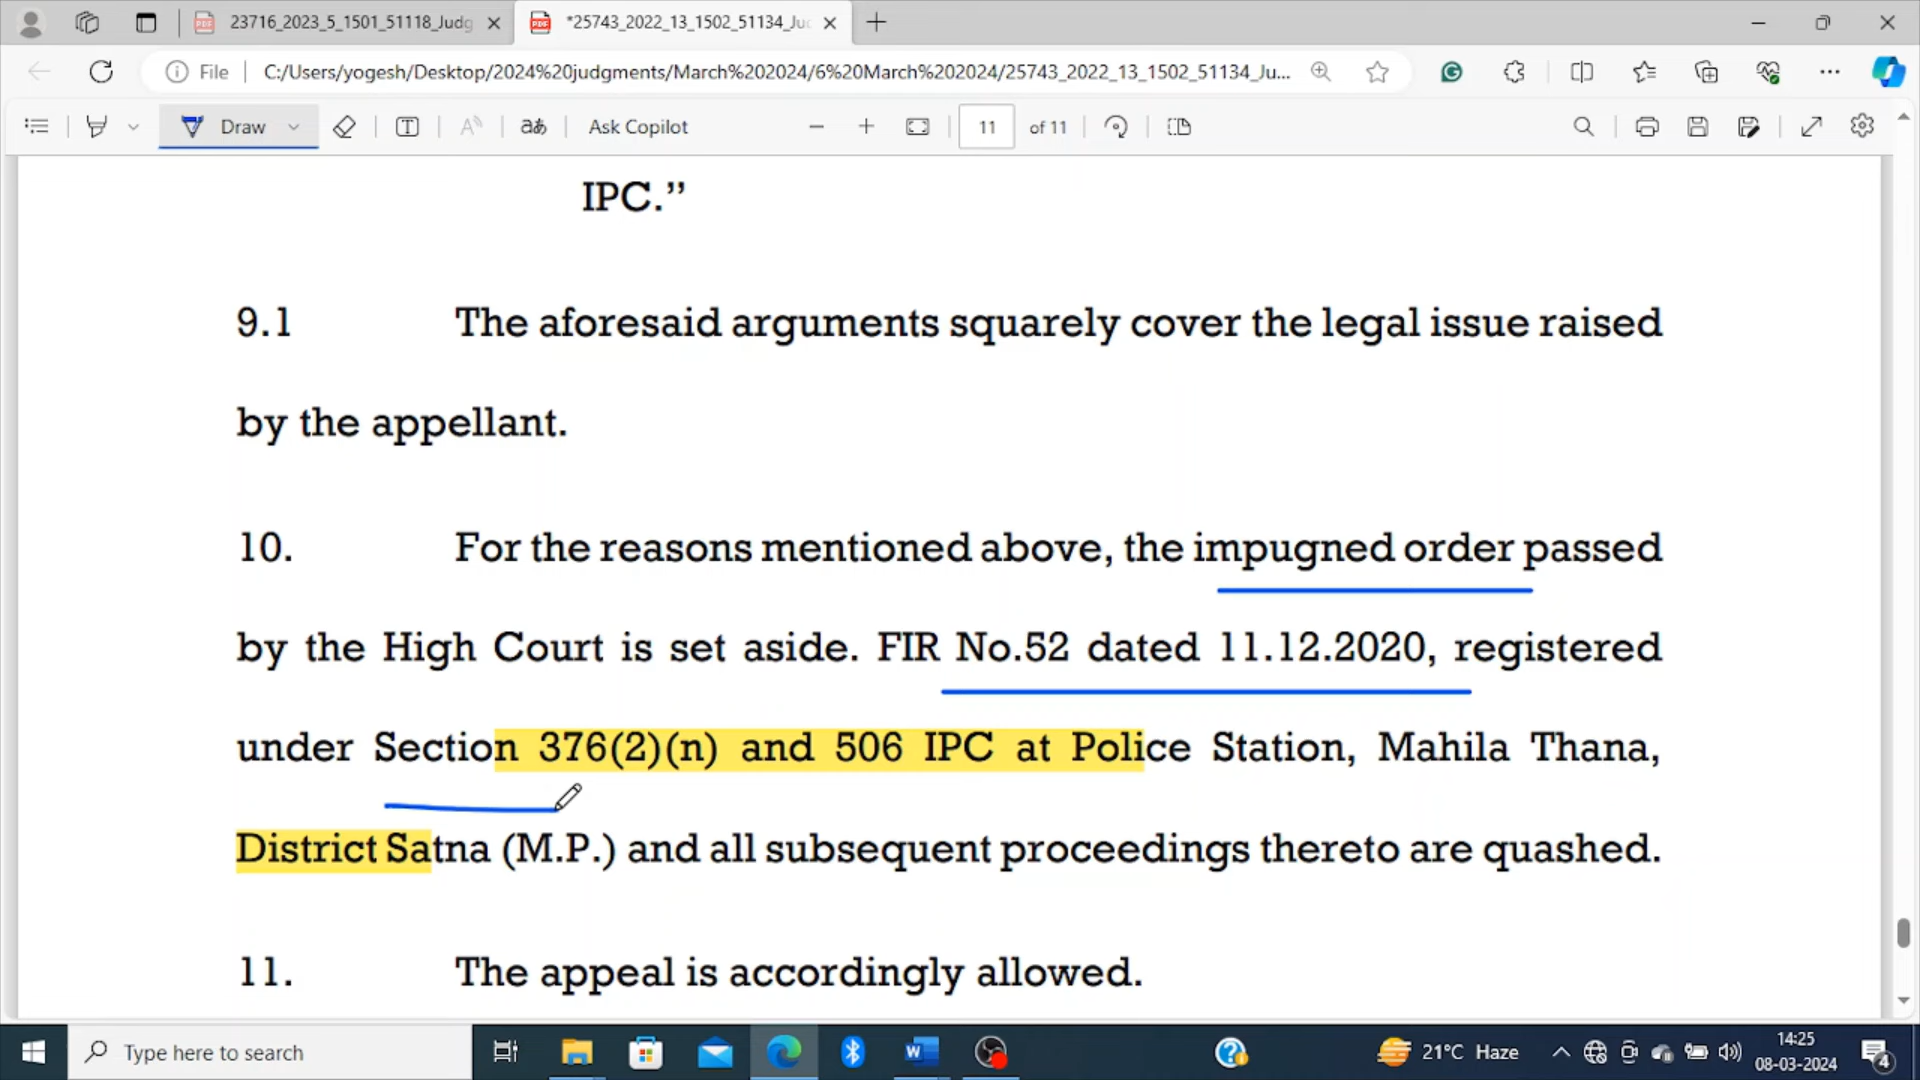 23716_2023_5_1501_51118_Judg
*25743_2022_13_1502_51134_Ju
File
C:/Users/yogesh/Desktop/2024%20judgments/March%202024/6%20March%202024/25743_2022_13_1502_51134_Ju...
Draw
Ask Copilot
11
of 11
IPC.”
9.1 The aforesaid arguments squarely cover the legal issue raised
by the appellant.
10. For the reasons mentioned above, the impugned order passed
by the High Court is set aside. FIR No.52 dated 11.12.2020, registered
under Section 376(2)(n) and 506 IPC at Police Station, Mahila Thana,
District Satna (M.P.) and all subsequent proceedings thereto are quashed.
11. The appeal is accordingly allowed.
Type here to search
21°C Haze
14:25
08-03-2024
4